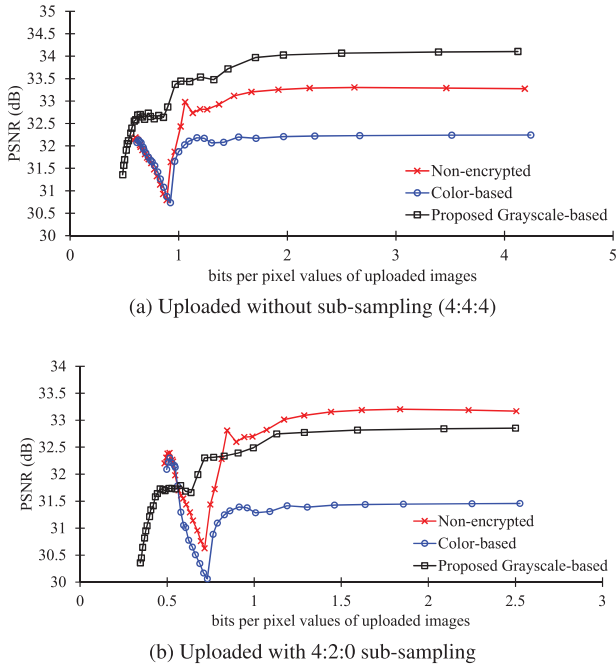 35
34.5
34
33.5
33
32.5
32
31.5
31
30.5
30
PSNR (dB)
Non-encrypted
Color-based
Proposed Grayscale-based
0 1 2 3 4 5
bits per pixel values of uploaded images
(a) Uploaded without sub-sampling (4:4:4)
34
33.5
33
32.5
32
31.5
31
30.5
30
PSNR (dB)
Non-encrypted
Color-based
Proposed Grayscale-based
0 0.5 1 1.5 2 2.5 3
bits per pixel values of uploaded images
(b) Uploaded with 4:2:0 sub-sampling